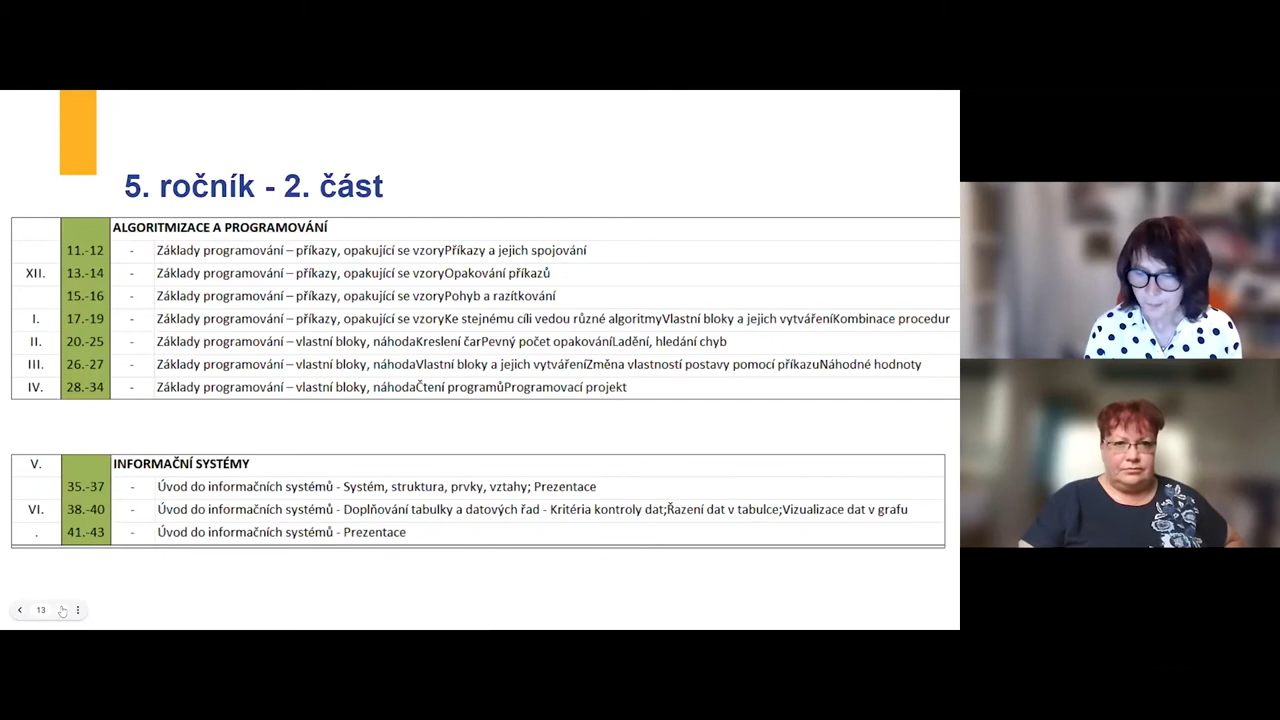 5. ročník - 2. část
ALGORITMIZACE A PROGRAMOVÁNÍ
11.-12 - Základy programování – příkazy, opakující se vzoryPříkazy a jejich spojování
XII. 13.-14 - Základy programování – příkazy, opakující se vzoryOpakování příkazů
15.-16 - Základy programování – příkazy, opakující se vzoryPohyb a razítkování
I. 17.-19 - Základy programování – příkazy, opakující se vzoryKe stejnému cíli vedou různé algoritmyVlastní bloky a jejich vytvářeníKombinace procedur
II. 20.-25 - Základy programování – vlastní bloky, náhodaKreslení čarPevný počet opakováníLadění, hledání chyb
III. 26.-27 - Základy programování – vlastní bloky, náhodaVlastní bloky a jejich vytvářeníZměna vlastností postavy pomocí příkazuNáhodné hodnoty
IV. 28.-34 - Základy programování – vlastní bloky, náhodaČtení programůProgramovací projekt
V. INFORMAČNÍ SYSTÉMY
35.-37 - Úvod do informačních systémů - Systém, struktura, prvky, vztahy; Prezentace
VI. 38.-40 - Úvod do informačních systémů - Doplňování tabulky a datových řad - Kritéria kontroly dat;Řazení dat v tabulce;Vizualizace dat v grafu
. 41.-43 - Úvod do informačních systémů - Prezentace
13